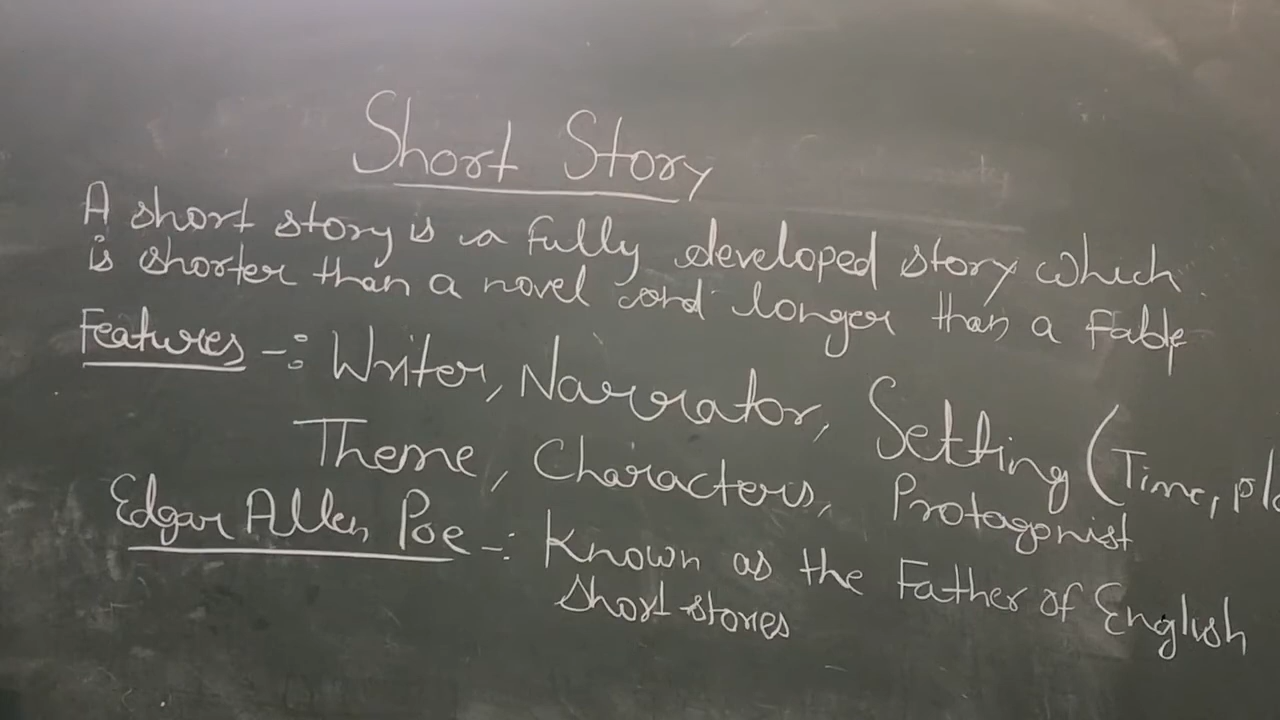 Short Story
A short story is a fully developed story which
is shorter than a novel and longer than a fable
Features -: Writer, Narrator, Setting (Time, pla
Theme, Characters, Protagonist
Edgar Allen Poe -: Known as the Father of English
short stories